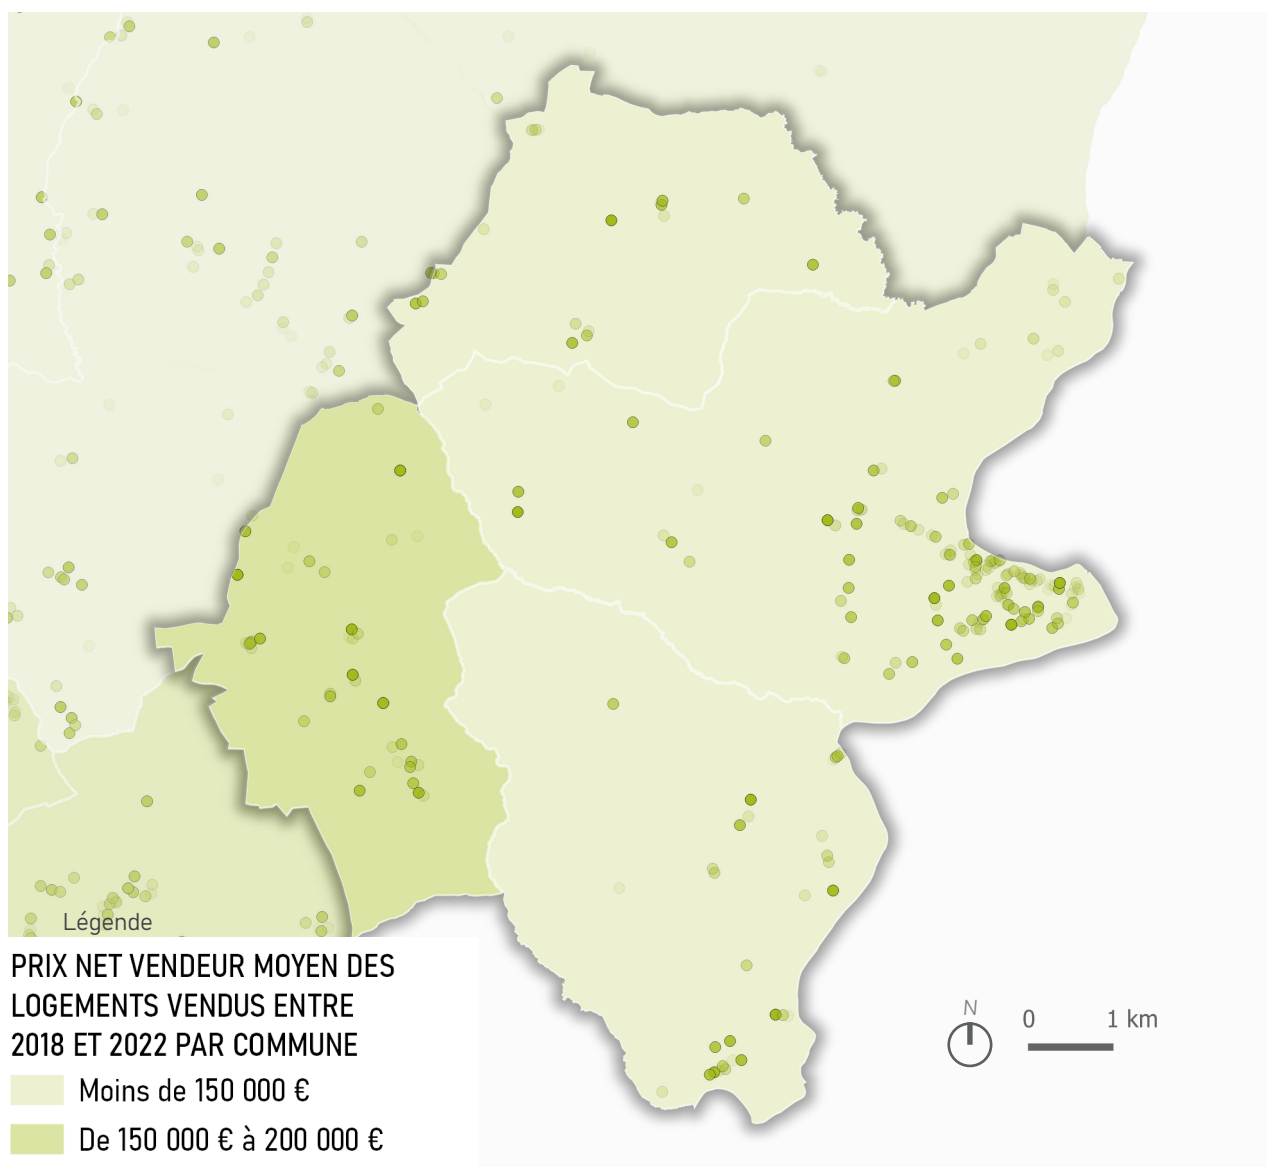 Légende
PRIX NET VENDEUR MOYEN DES
LOGEMENTS VENDUS ENTRE
2018 ET 2022 PAR COMMUNE
Moins de 150 000 €
De 150 000 € à 200 000 €
N
0 1 km